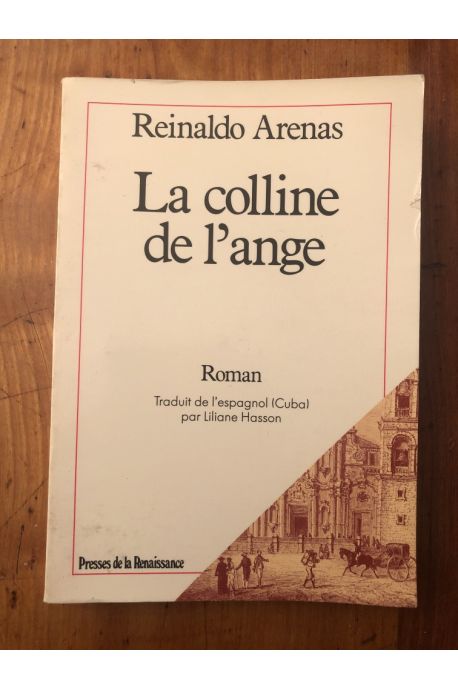 Reinaldo Arenas
La colline
de l'ange
Roman
Traduit de l'espagnol (Cuba)
par Liliane Hasson
Presses de la Renaissance